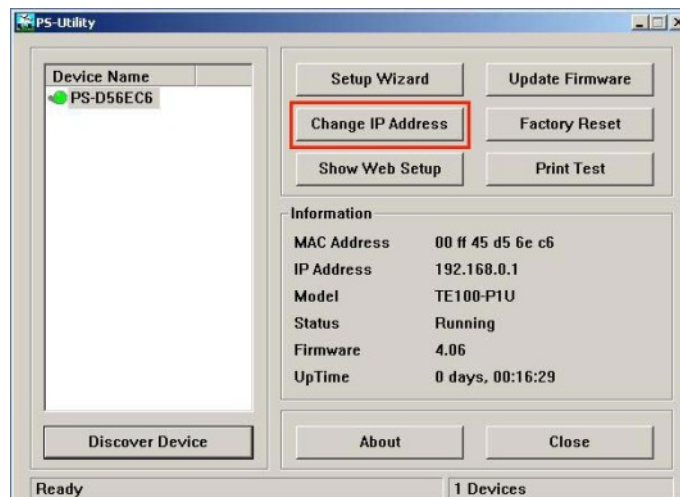 PS-Utility
Device Name
PS-D56EC6
Discover Device
Setup Wizard
Update Firmware
Change IP Address
Factory Reset
Show Web Setup
Print Test
Information
MAC Address 00 ff 45 d5 6e c6
IP Address 192.168.0.1
Model TE100-P1U
Status Running
Firmware 4.06
UpTime 0 days, 00:16:29
About
Close
Ready
1 Devices